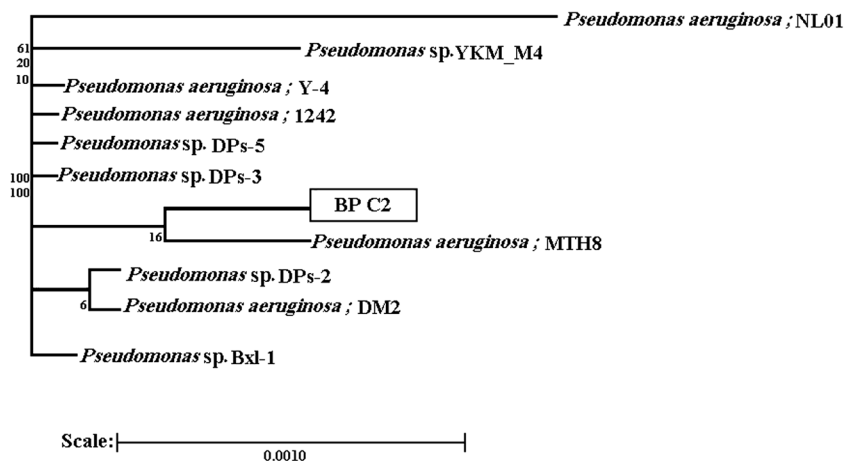 Pseudomonas aeruginosa ; NL01
61
Pseudomonas sp. YKM_M4
20
10
Pseudomonas aeruginosa ; Y-4
Pseudomonas aeruginosa ; 1242
Pseudomonas sp. DPs-5
100
Pseudomonas sp. DPs-3
100
BP C2
16
Pseudomonas aeruginosa ; MTH8
Pseudomonas sp. DPs-2
6
Pseudomonas aeruginosa ; DM2
Pseudomonas sp. Bxl-1
Scale:
0.0010